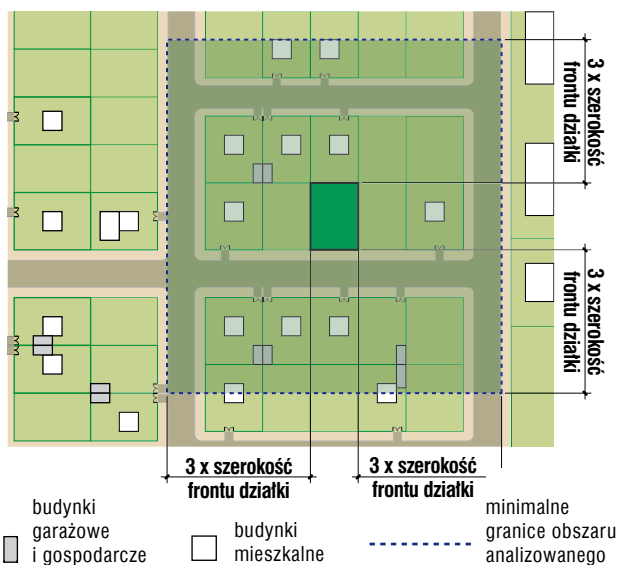 3 x szerokość
frontu działki
3 x szerokość
frontu działki
3 x szerokość
frontu działki
3 x szerokość
frontu działki
budynki
garażowe
i gospodarcze
budynki
mieszkalne
minimalne
granice obszaru
analizowanego